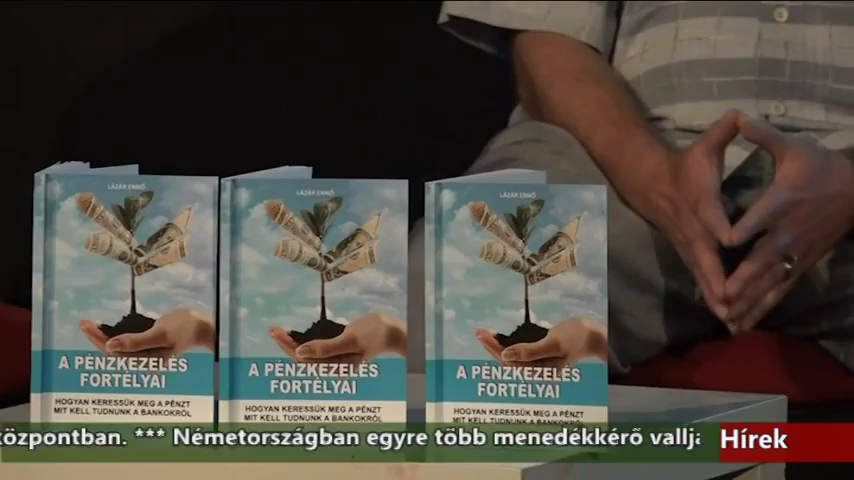 LÁZÁR ERNŐ
A PÉNZKEZELÉS
FORTÉLYAI
HOGYAN KERESSÜK MEG A PÉNZT
MIT KELL TUDNUNK A BANKOKRÓL
LÁZÁR ERNŐ
A PÉNZKEZELÉS
FORTÉLYAI
HOGYAN KERESSÜK MEG A PÉNZT
MIT KELL TUDNUNK A BANKOKRÓL
LÁZÁR ERNŐ
A PÉNZKEZELÉS
FORTÉLYAI
HOGYAN KERESSÜK MEG A PÉNZT
MIT KELL TUDNUNK A BANKOKRÓL
központban. *** Németországban egyre több menedékkérõ vallja
Hírek